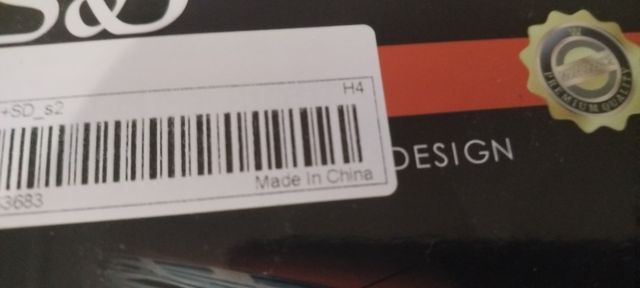 S&D
H4
+SD_s2
3683
Made In China
DESIGN
PREMIUM QUALITY